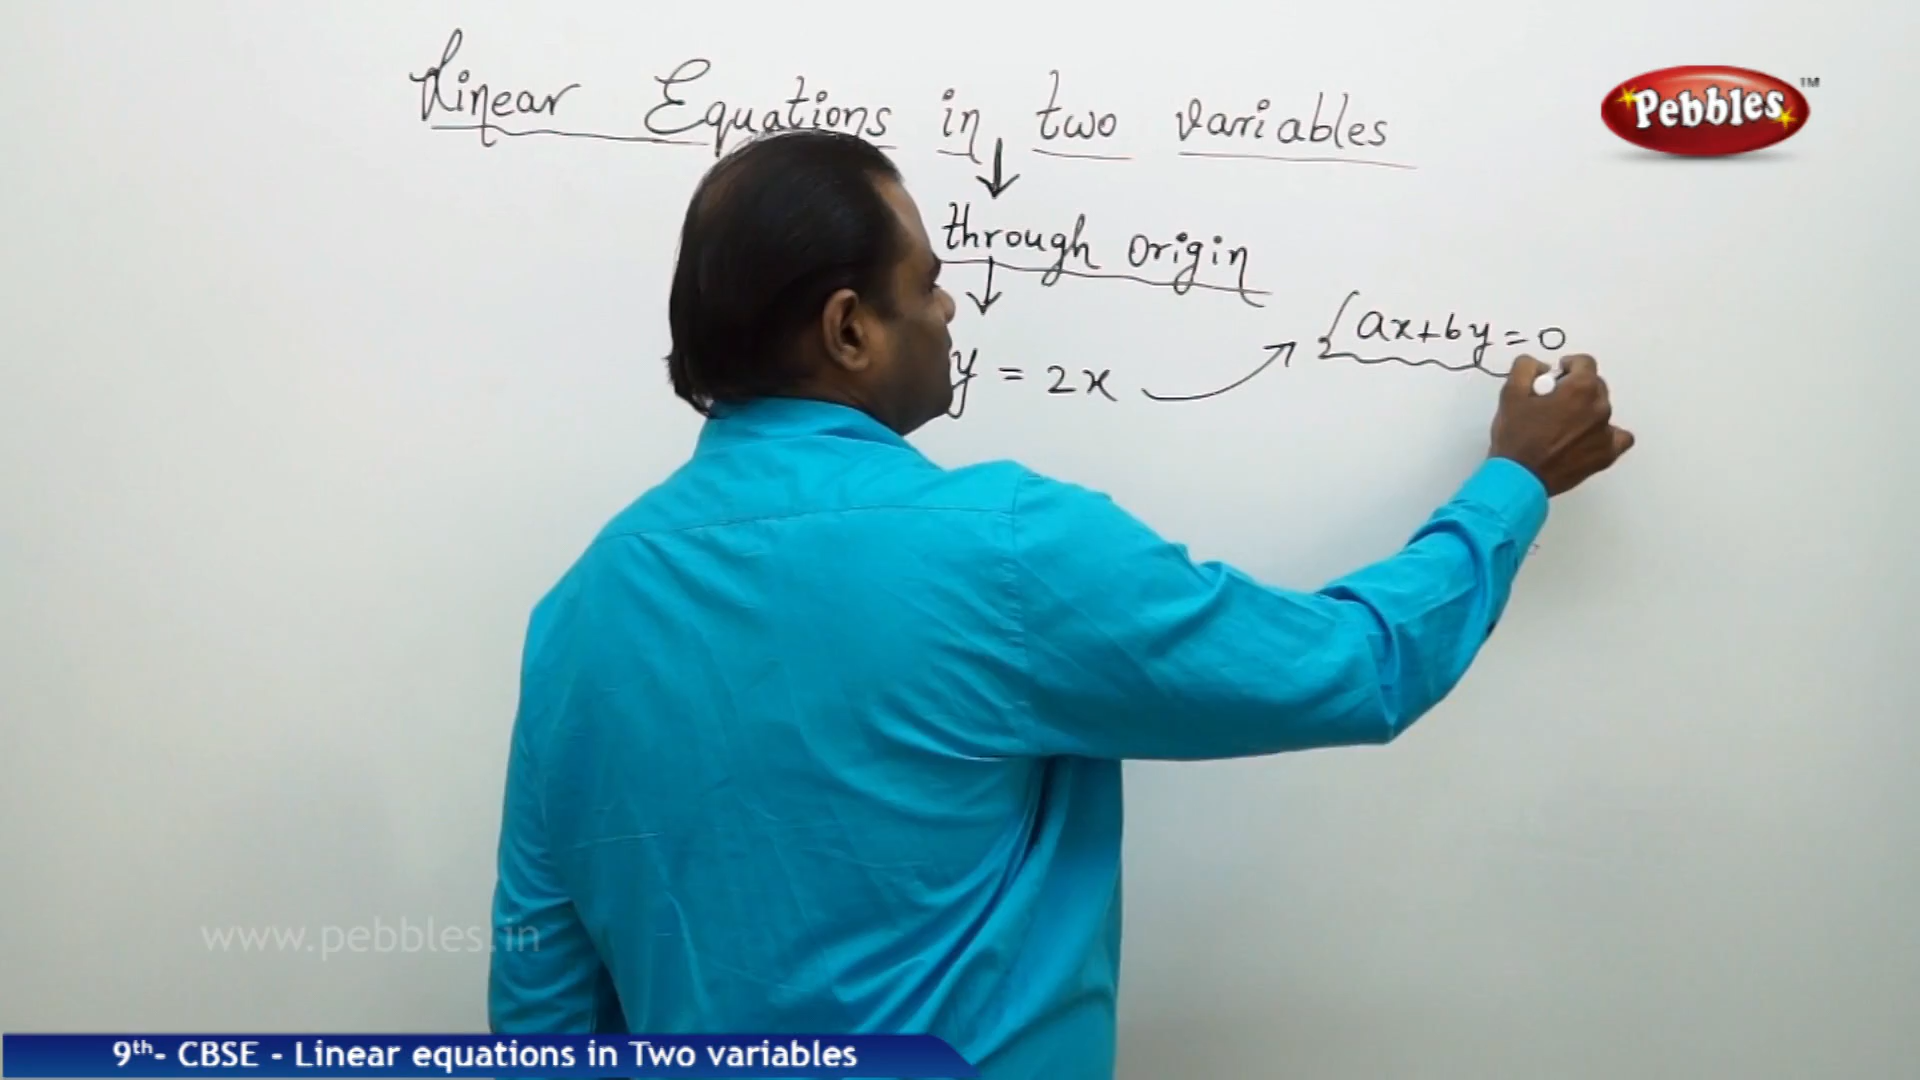 Linear Equations in two variables
Pebbles™
through origin
ax+by=0
y = 2x
www.pebbles.in
9th- CBSE - Linear equations in Two variables